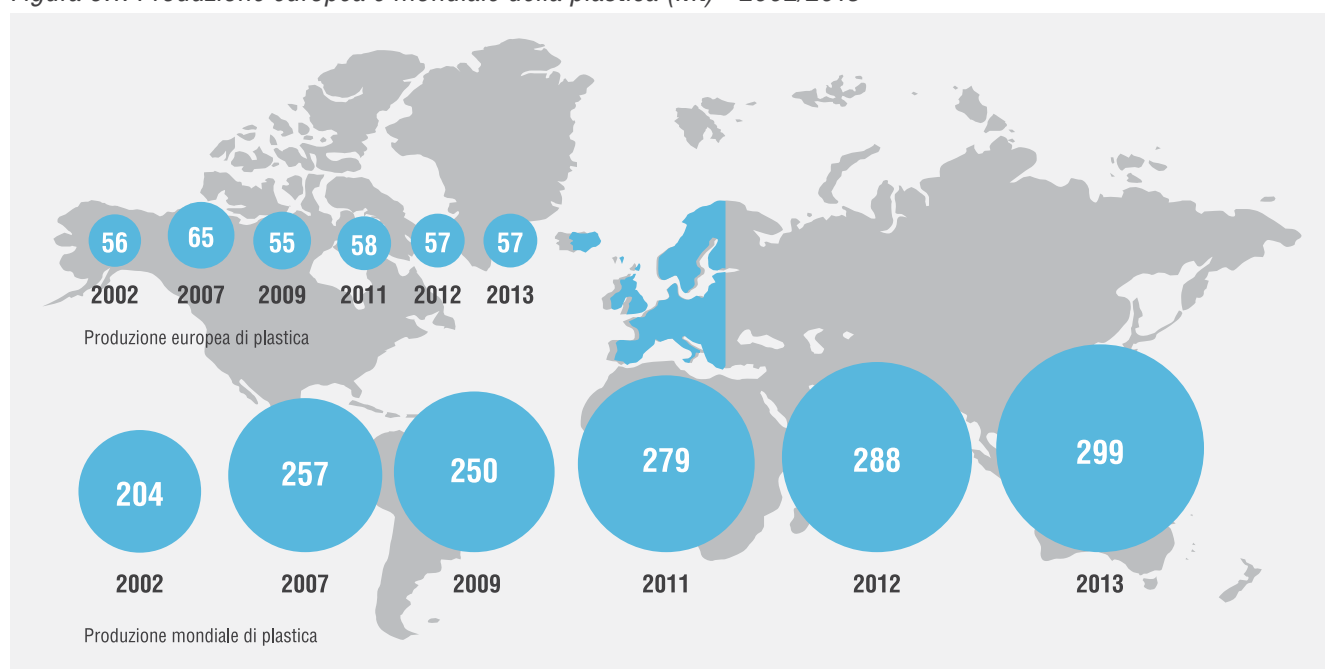 56 65 55 58 57 57
2002 2007 2009 2011 2012 2013
Produzione europea di plastica
204 257 250 279 288 299
2002 2007 2009 2011 2012 2013
Produzione mondiale di plastica